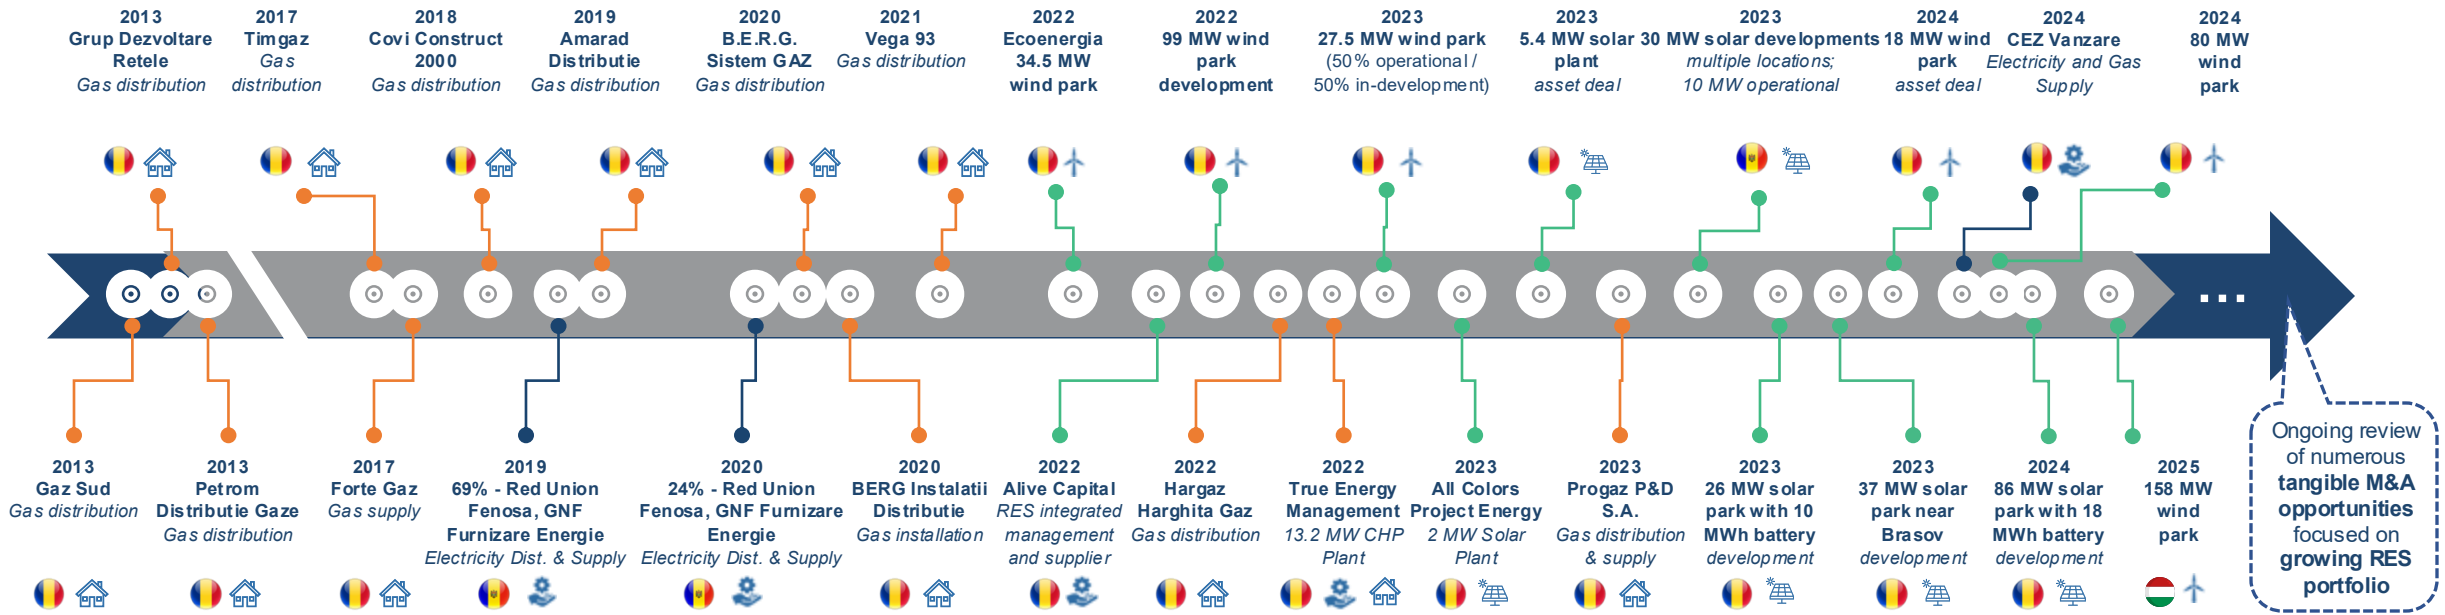 2013
Grup Dezvoltare
Retele
Gas distribution
2017
Timgaz
Gas
distribution
2018
Covi Construct
2000
Gas distribution
2019
Amarad
Distributie
Gas distribution
2020
B.E.R.G.
Sistem GAZ
Gas distribution
2021
Vega 93
Gas distribution
2022
Ecoenergia
34.5 MW
wind park
2022
99 MW wind
park
development
2023
27.5 MW wind park
(50% operational /
50% in-development)
2023
5.4 MW solar
plant
asset deal
2023
30 MW solar developments
multiple locations;
10 MW operational
2024
18 MW wind
park
asset deal
2024
CEZ Vanzare
Electricity and Gas
Supply
2024
80 MW
wind
park
...
2013
Gaz Sud
Gas distribution
2013
Petrom
Distributie Gaze
Gas distribution
2017
Forte Gaz
Gas supply
2019
69% - Red Union
Fenosa, GNF
Furnizare Energie
Electricity Dist. & Supply
2020
24% - Red Union
Fenosa, GNF Furnizare
Energie
Electricity Dist. & Supply
2020
BERG Instalatii
Distributie
Gas installation
2022
Alive Capital
RES integrated
management
and supplier
2022
Hargaz
Harghita Gaz
Gas distribution
2022
True Energy
Management
13.2 MW CHP
Plant
2023
All Colors
Project Energy
2 MW Solar
Plant
2023
Progaz P&D
S.A.
Gas distribution
& supply
2023
26 MW solar
park with 10
MWh battery
development
2023
37 MW solar
park near
Brasov
development
2024
86 MW solar
park with 18
MWh battery
development
2025
158 MW
wind
park
Ongoing review
of numerous
tangible M&A
opportunities
focused on
growing RES
portfolio